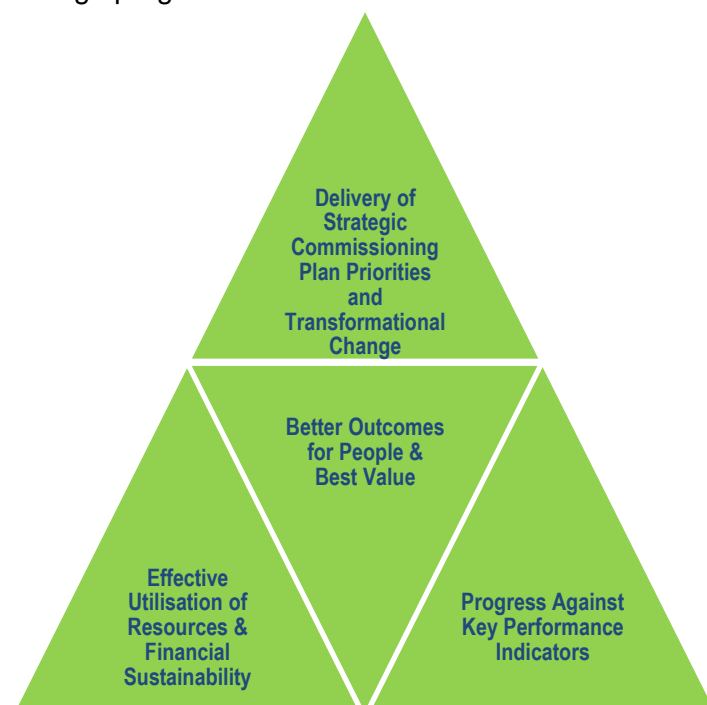 Delivery of
Strategic
Commissioning
Plan Priorities
and
Transformational
Change
Better Outcomes
for People &
Best Value
Effective
Utilisation of
Resources &
Financial
Sustainability
Progress Against
Key Performance
Indicators